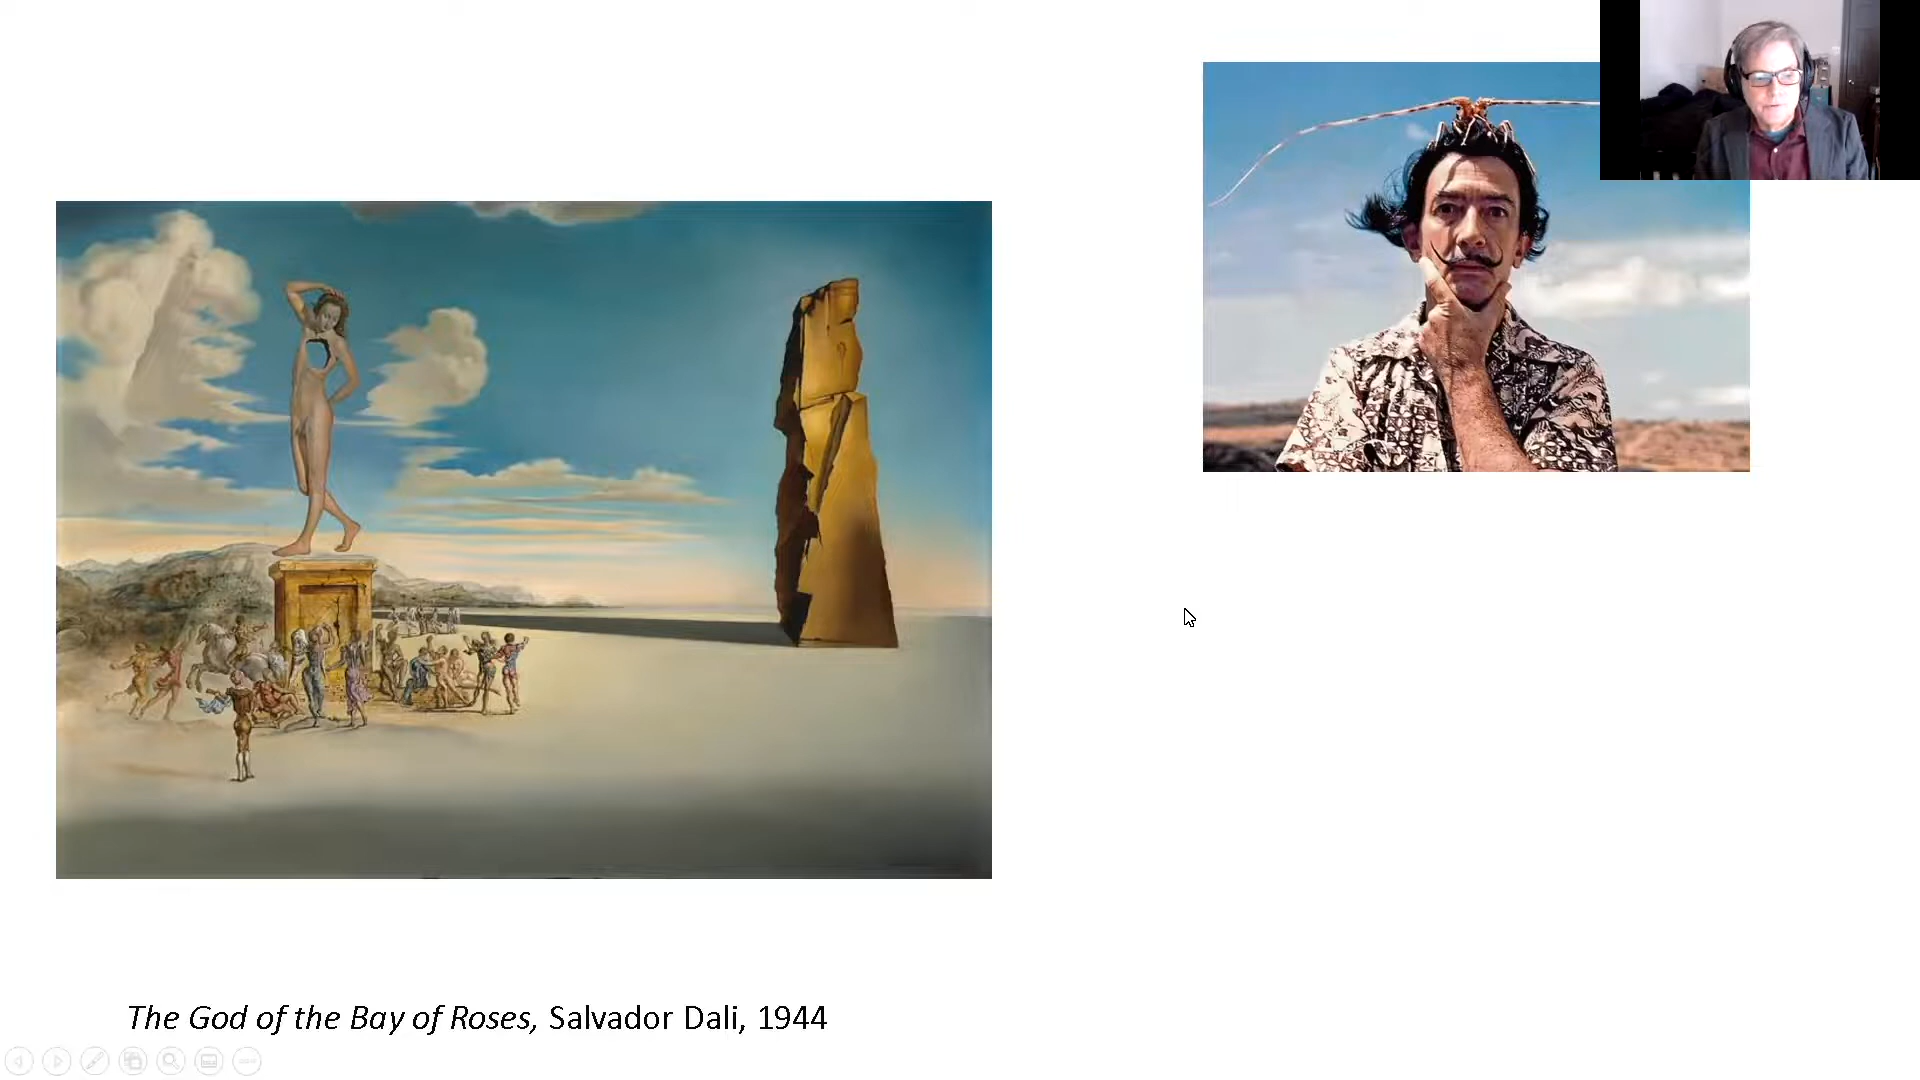 The God of the Bay of Roses, Salvador Dali, 1944